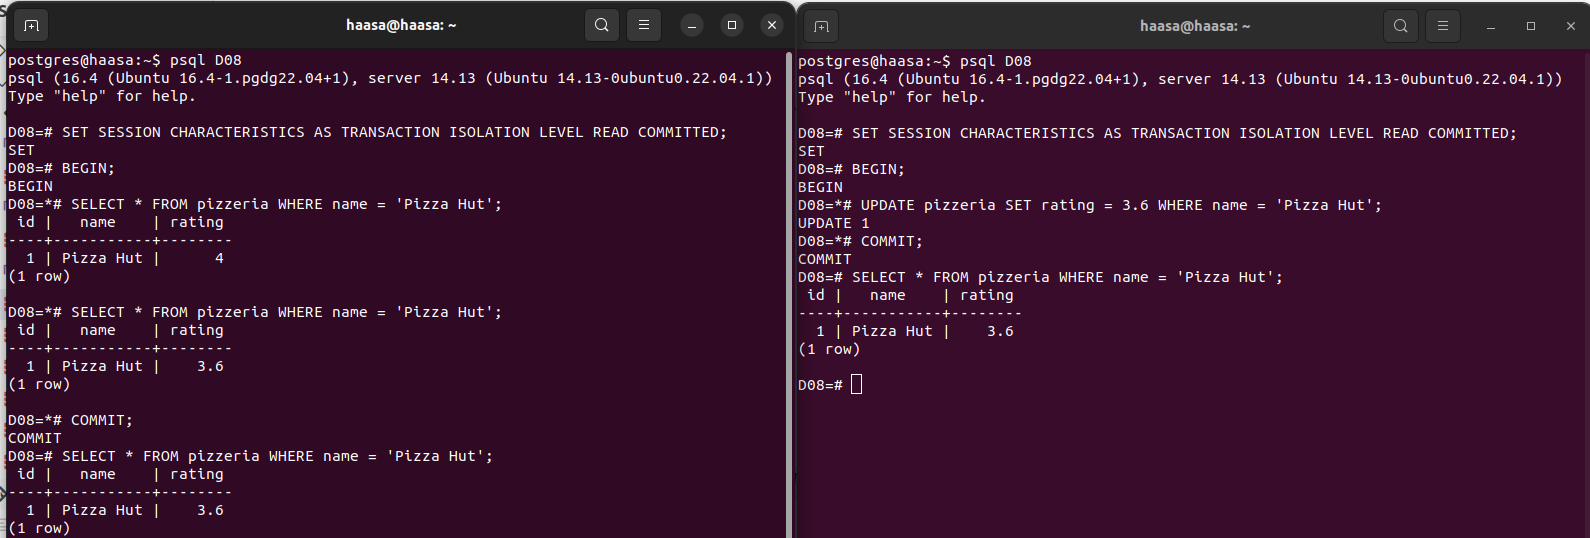 haasa@haasa: ~
postgres@haasa:~$ psql D08
psql (16.4 (Ubuntu 16.4-1.pgdg22.04+1), server 14.13 (Ubuntu 14.13-0ubuntu0.22.04.1))
Type "help" for help.
D08=# SET SESSION CHARACTERISTICS AS TRANSACTION ISOLATION LEVEL READ COMMITTED;
SET
D08=# BEGIN;
BEGIN
D08=*# SELECT * FROM pizzeria WHERE name = 'Pizza Hut';
 id |   name    | rating
----+-----------+--------
  1 | Pizza Hut |      4
(1 row)
D08=*# SELECT * FROM pizzeria WHERE name = 'Pizza Hut';
 id |   name    | rating
----+-----------+--------
  1 | Pizza Hut |    3.6
(1 row)
D08=*# COMMIT;
COMMIT
D08=# SELECT * FROM pizzeria WHERE name = 'Pizza Hut';
 id |   name    | rating
----+-----------+--------
  1 | Pizza Hut |    3.6
(1 row)
haasa@haasa: ~
postgres@haasa:~$ psql D08
psql (16.4 (Ubuntu 16.4-1.pgdg22.04+1), server 14.13 (Ubuntu 14.13-0ubuntu0.22.04.1))
Type "help" for help.
D08=# SET SESSION CHARACTERISTICS AS TRANSACTION ISOLATION LEVEL READ COMMITTED;
SET
D08=# BEGIN;
BEGIN
D08=*# UPDATE pizzeria SET rating = 3.6 WHERE name = 'Pizza Hut';
UPDATE 1
D08=*# COMMIT;
COMMIT
D08=# SELECT * FROM pizzeria WHERE name = 'Pizza Hut';
 id |   name    | rating
----+-----------+--------
  1 | Pizza Hut |    3.6
(1 row)
D08=#